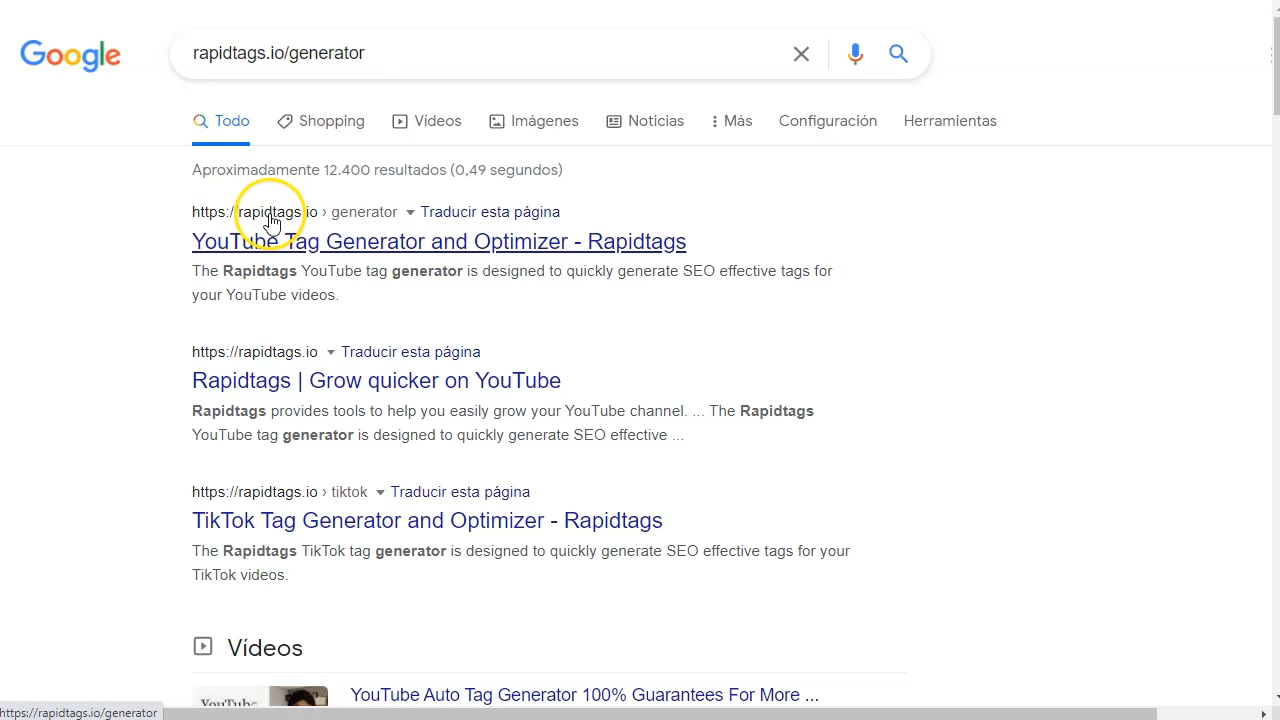 Google
rapidtags.io/generator
Todo
Shopping
Vídeos
Imágenes
Noticias
Más
Configuración
Herramientas
Aproximadamente 12.400 resultados (0,49 segundos)
https://rapidtags.io › generator Traducir esta página
YouTube Tag Generator and Optimizer - Rapidtags
The Rapidtags YouTube tag generator is designed to quickly generate SEO effective tags for
your YouTube videos.
https://rapidtags.io Traducir esta página
Rapidtags | Grow quicker on YouTube
Rapidtags provides tools to help you easily grow your YouTube channel. ... The Rapidtags
YouTube tag generator is designed to quickly generate SEO effective ...
https://rapidtags.io › tiktok Traducir esta página
TikTok Tag Generator and Optimizer - Rapidtags
The Rapidtags TikTok tag generator is designed to quickly generate SEO effective tags for your
TikTok videos.
Vídeos
YouTube
YouTube Auto Tag Generator 100% Guarantees For More ...
https://rapidtags.io/generator